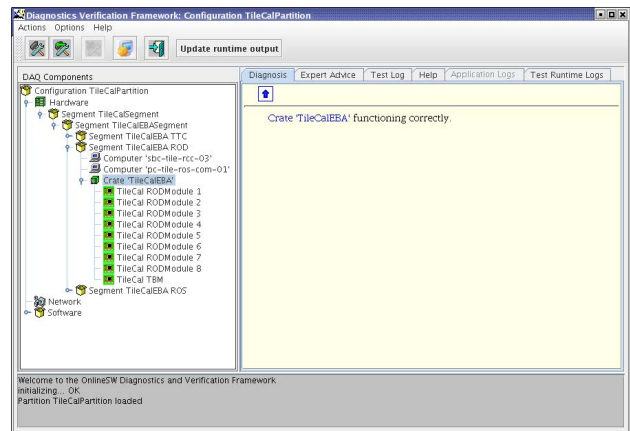 Diagnostics Verification Framework: Configuration TileCalPartition
Actions Options Help
Update runtime output
DAQ Components
Diagnosis Expert Advice Test Log Help Application Logs Test Runtime Logs
Configuration TileCalPartition
Hardware
Segment TileCalSegment
Segment TileCalEBASegment
Segment TileCalEBA TTC
Segment TileCalEBA ROD
Computer 'sbc-tile-rcc-03'
Computer 'pc-tile-ros-com-01'
Crate 'TileCalEBA'
TileCal RODModule 1
TileCal RODModule 2
TileCal RODModule 3
TileCal RODModule 4
TileCal RODModule 5
TileCal RODModule 6
TileCal RODModule 7
TileCal RODModule 8
TileCal TBM
Segment TileCalEBA ROS
Network
Software
Crate 'TileCalEBA' functioning correctly.
Welcome to the OnlineSW Diagnostics and Verification Framework
initializing... OK
Partition TileCalPartition loaded